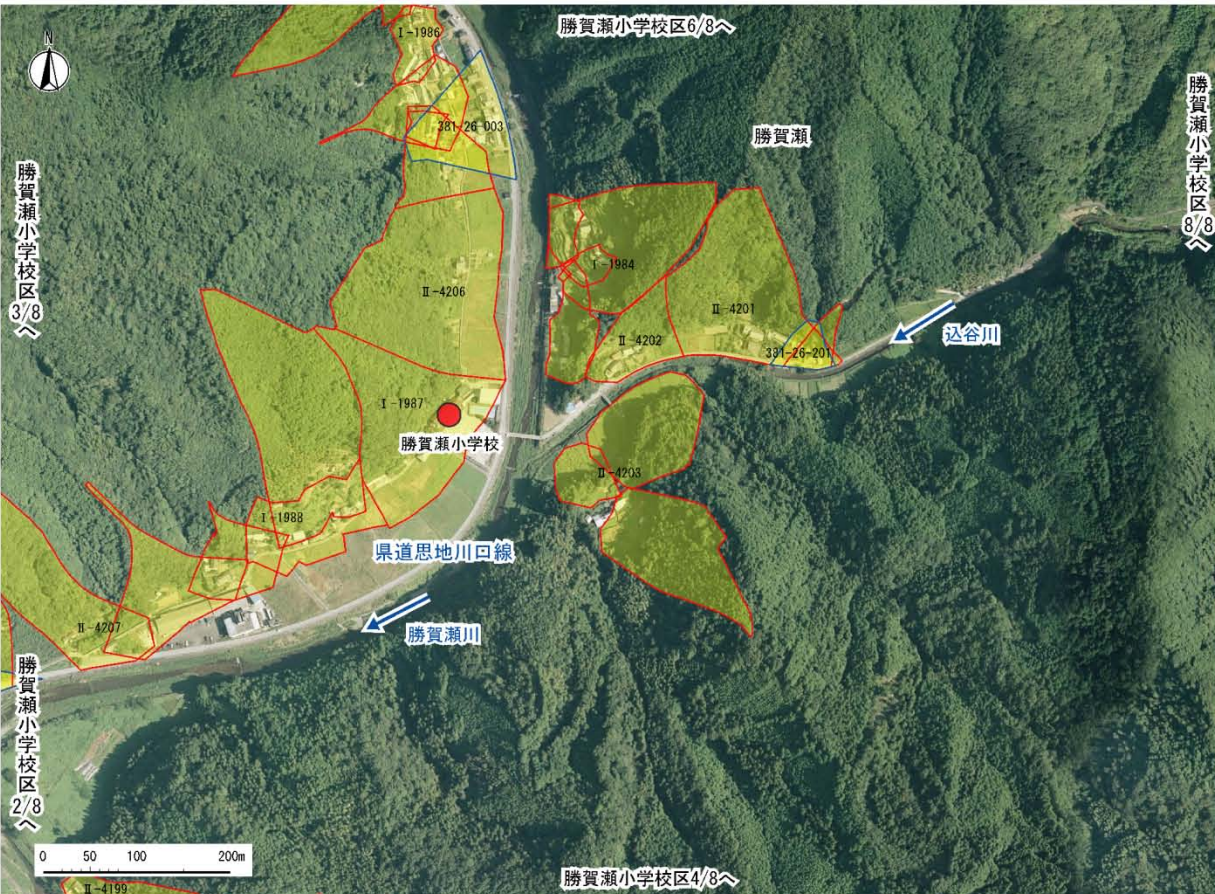 勝賀瀬小学校区6/8へ
N
I-1986
381-26-003
勝賀瀬
勝賀瀬小学校区8/8へ
勝賀瀬小学校区3/8へ
I-1984
II-4206
II-4201
II-4202
381-26-201
込谷川
I-1987
勝賀瀬小学校
II-4203
I-1988
県道思地川口線
勝賀瀬川
II-4207
勝賀瀬小学校区2/8へ
0 50 100 200m
II-4199
勝賀瀬小学校区4/8へ